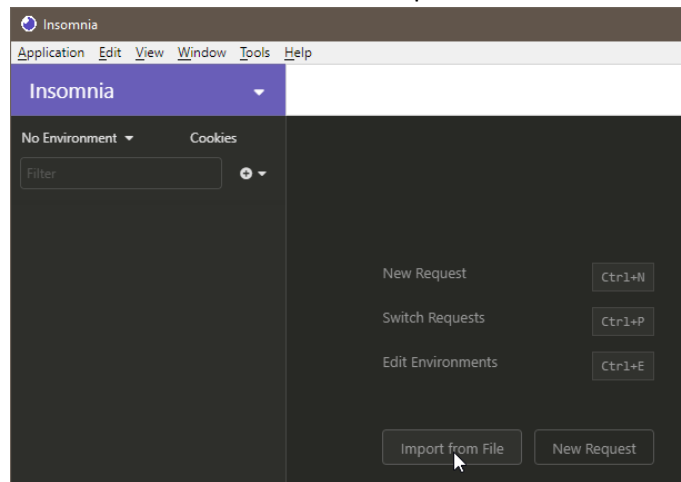 Insomnia
Application Edit View Window Tools Help
Insomnia
No Environment Cookies
Filter
New Request Ctrl+N
Switch Requests Ctrl+P
Edit Environments Ctrl+E
Import from File New Request